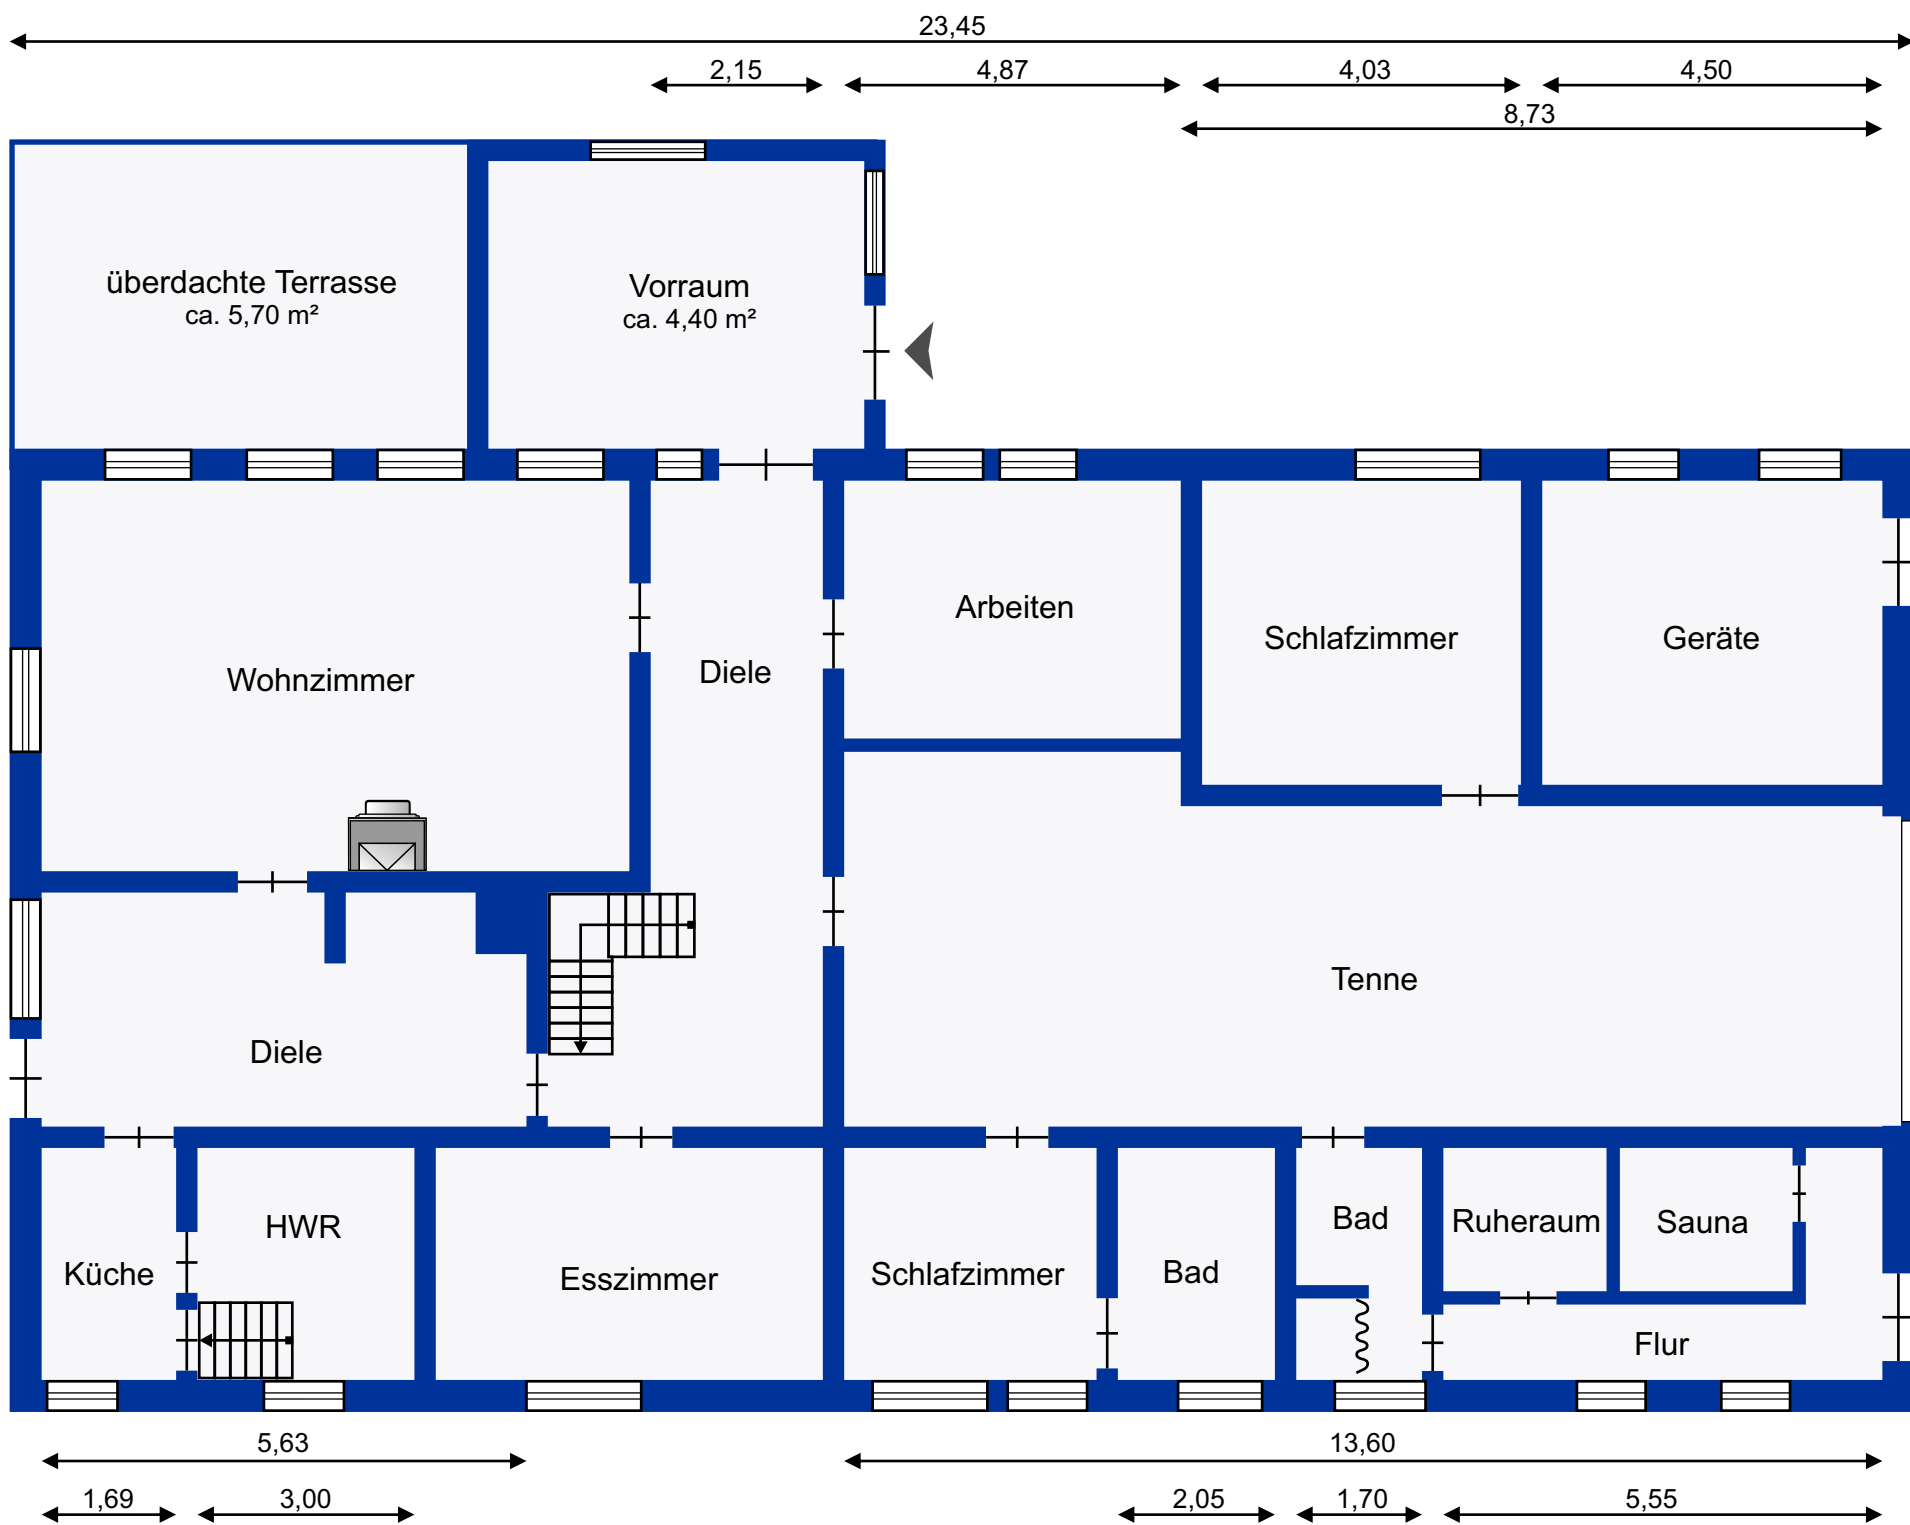 23,45
2,15
4,87
4,03
4,50
8,73
überdachte Terrasse
ca. 5,70 m²
Vorraum
ca. 4,40 m²
Arbeiten
Schlafzimmer
Geräte
Wohnzimmer
Diele
Tenne
Diele
HWR
Küche
Esszimmer
Schlafzimmer
Bad
Bad
Ruheraum
Sauna
Flur
5,63
13,60
1,69
3,00
2,05
1,70
5,55